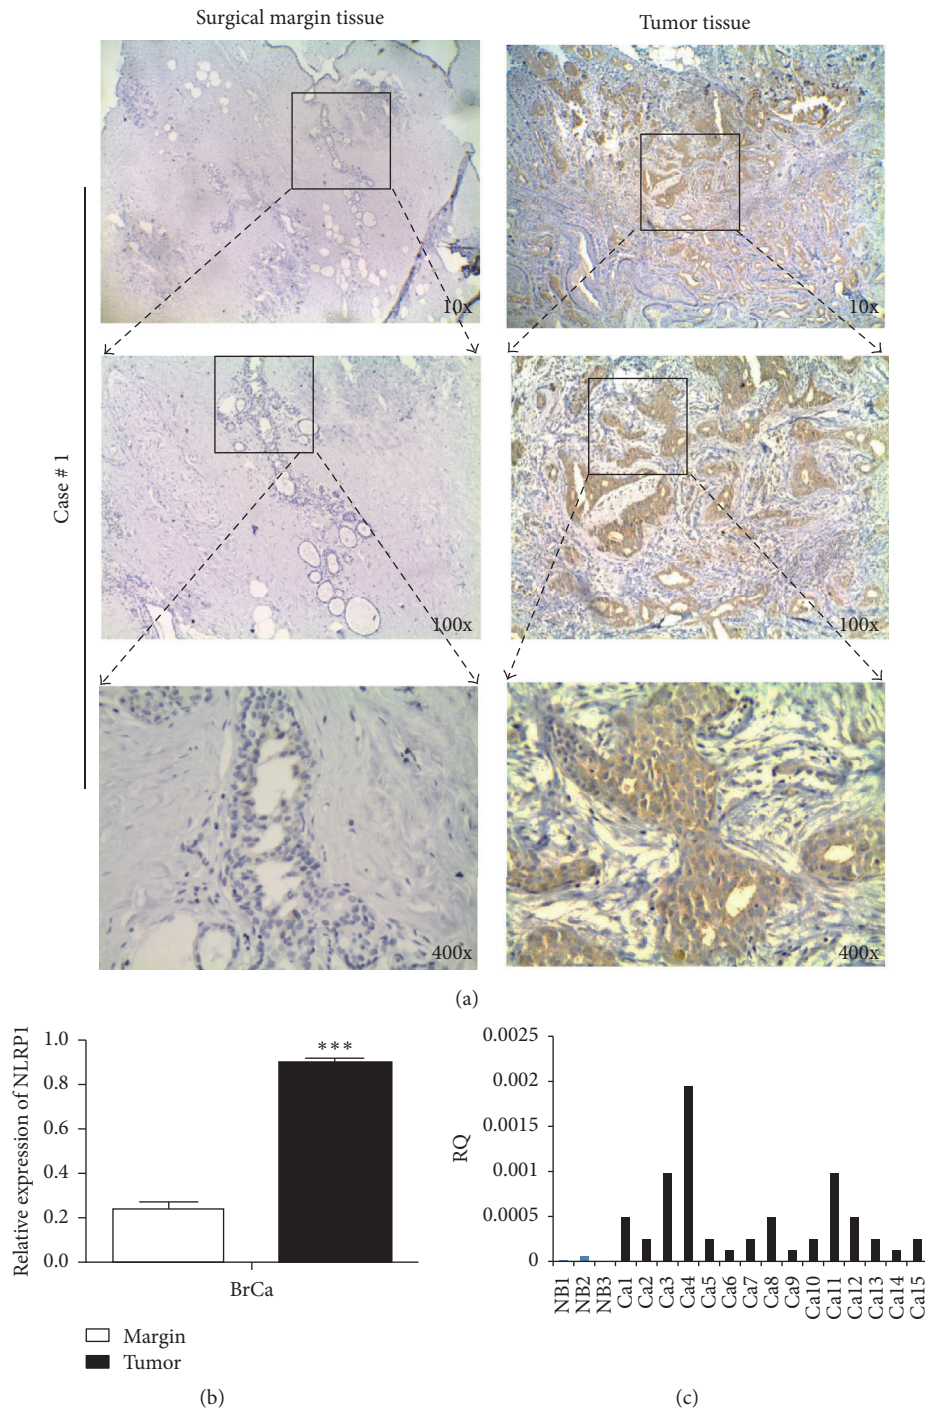 Surgical margin tissue
Tumor tissue
10x
10x
Case # 1
100x
100x
400x
400x
(a)
Relative expression of NLRP1
1.0
0.8
0.6
0.4
0.2
0.0
***
BrCa
Margin
Tumor
(b)
RQ
0.0025
0.002
0.0015
0.001
0.0005
0
NB1
NB2
NB3
Ca1
Ca2
Ca3
Ca4
Ca5
Ca6
Ca7
Ca8
Ca9
Ca10
Ca11
Ca12
Ca13
Ca14
Ca15
(c)